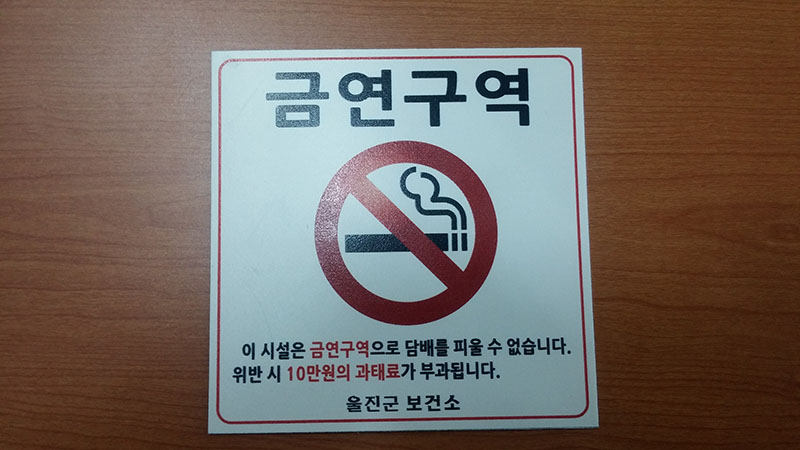 금연구역
이 시설은 금연구역으로 담배를 피울 수 없습니다.
위반 시 10만원의 과태료가 부과됩니다.
울진군 보건소